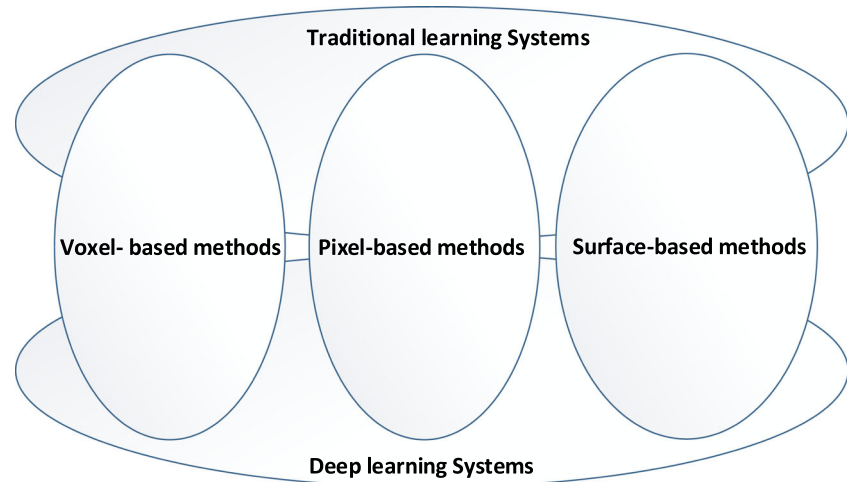 Traditional learning Systems
Voxel- based methods
Pixel-based methods
Surface-based methods
Deep learning Systems